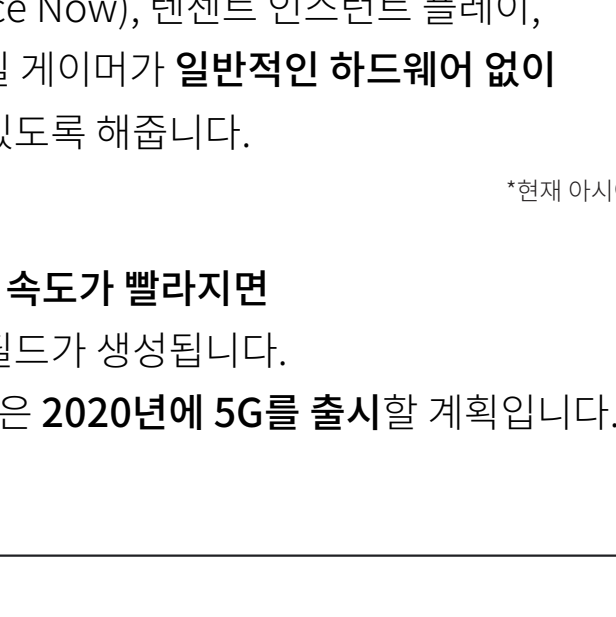 ce Now), 텐센트 인스턴트 플레이,
게이머가 일반적인 하드웨어 없이
있도록 해줍니다.
*현재 아시
속도가 빨라지면
필드가 생성됩니다.
은 2020년에 5G를 출시할 계획입니다.